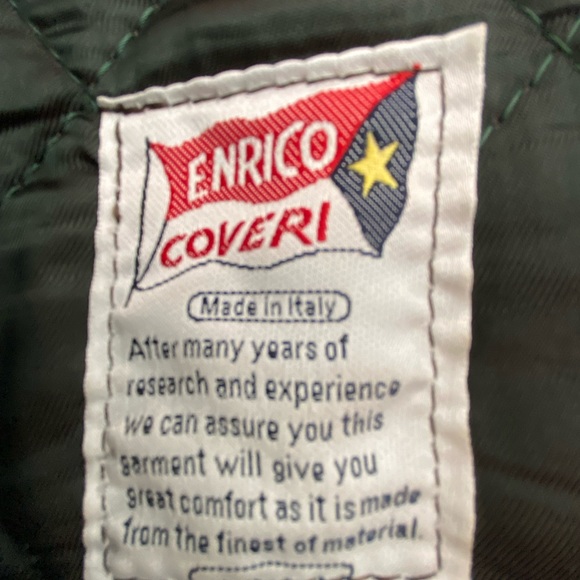 ENRICO
COVERI
Made in Italy
After many years of
research and experience
we can assure you this
garment will give you
great comfort as it is made
from the finest of material.